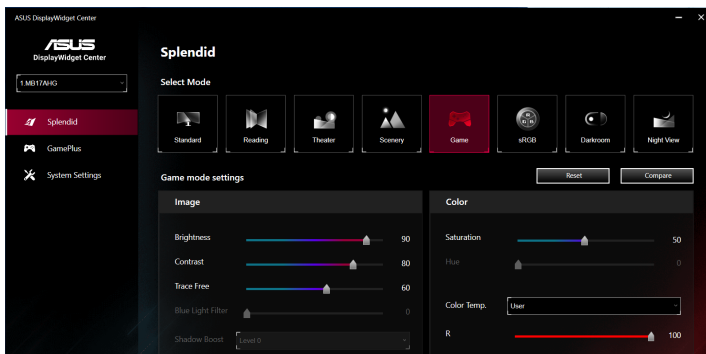 ASUS DisplayWidget Center
ASUS
DisplayWidget Center
1.MB17AHG
Splendid
GamePlus
System Settings
Splendid
Select Mode
Standard Reading Theater Scenery Game sRGB Darkroom Night View
Game mode settings Reset Compare
Image
Brightness 90
Contrast 80
Trace Free 60
Blue Light Filter 0
Shadow Boost Level 0
Color
Saturation 50
Hue 0
Color Temp. User
R 100